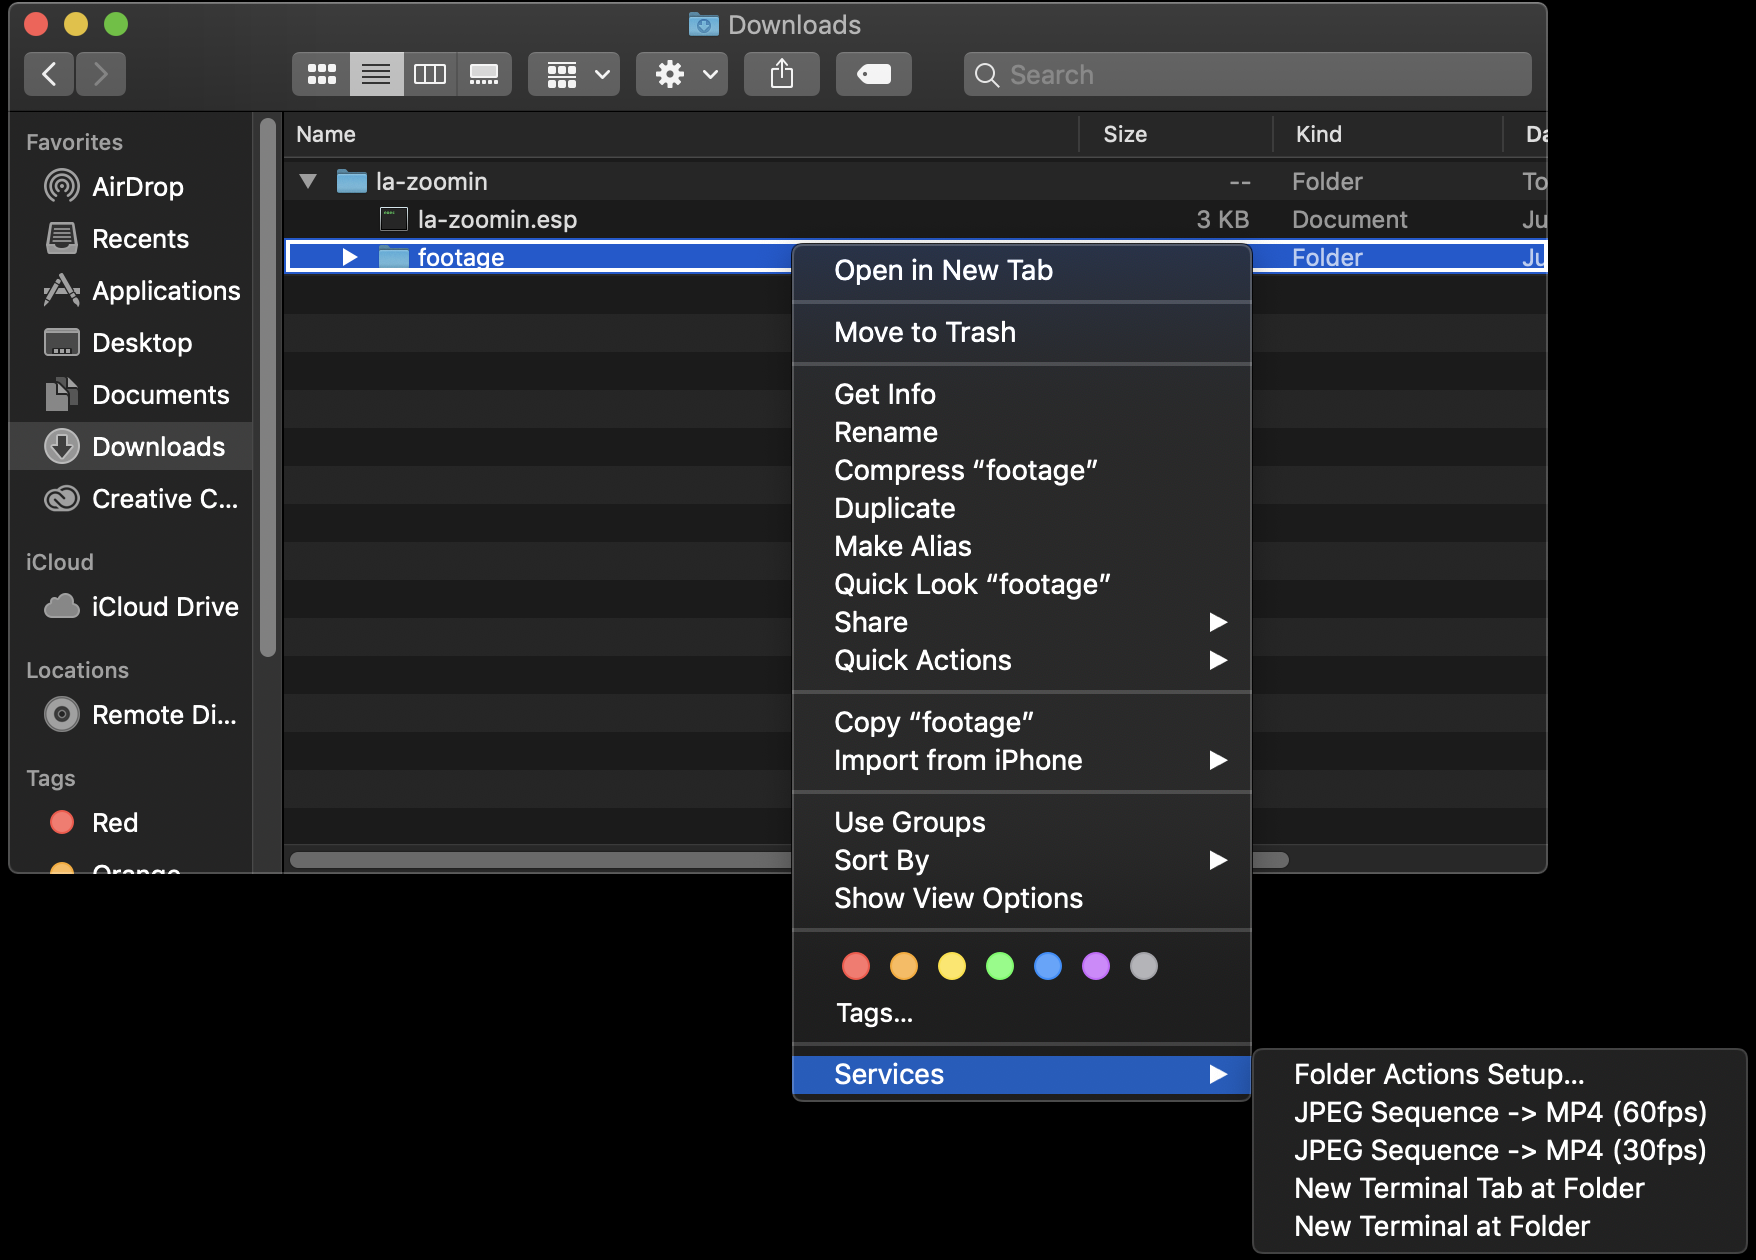 Downloads
Search
Favorites
AirDrop
Recents
Applications
Desktop
Documents
Downloads
Creative C...
iCloud
iCloud Drive
Locations
Remote Di...
Tags
Red
Orange
Name Size Kind Da
la-zoomin -- Folder To
la-zoomin.esp 3 KB Document Ju
footage Folder Ju
Open in New Tab
Move to Trash
Get Info
Rename
Compress “footage”
Duplicate
Make Alias
Quick Look “footage”
Share
Quick Actions
Copy “footage”
Import from iPhone
Use Groups
Sort By
Show View Options
Tags...
Services
Folder Actions Setup...
JPEG Sequence -> MP4 (60fps)
JPEG Sequence -> MP4 (30fps)
New Terminal Tab at Folder
New Terminal at Folder